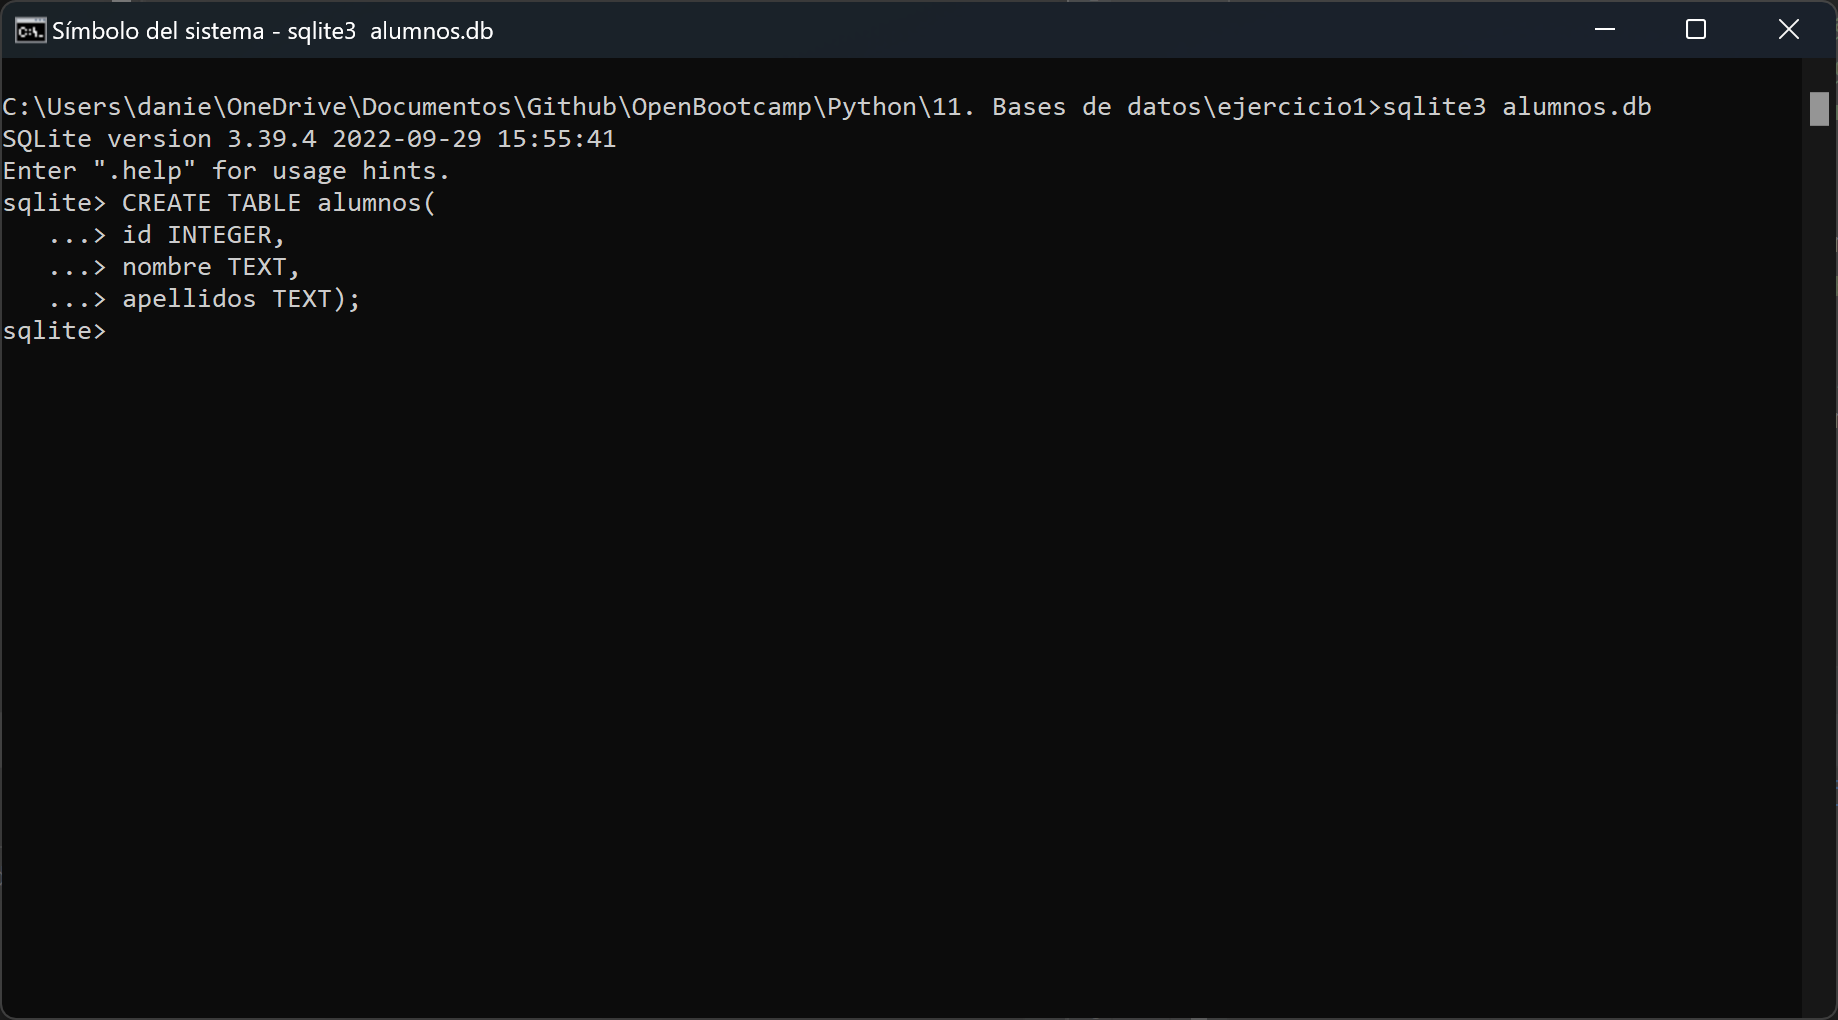 Símbolo del sistema - sqlite3  alumnos.db
C:\Users\danie\OneDrive\Documentos\Github\OpenBootcamp\Python\11. Bases de datos\ejercicio1>sqlite3 alumnos.db
SQLite version 3.39.4 2022-09-29 15:55:41
Enter ".help" for usage hints.
sqlite> CREATE TABLE alumnos(
   ...> id INTEGER,
   ...> nombre TEXT,
   ...> apellidos TEXT);
sqlite>